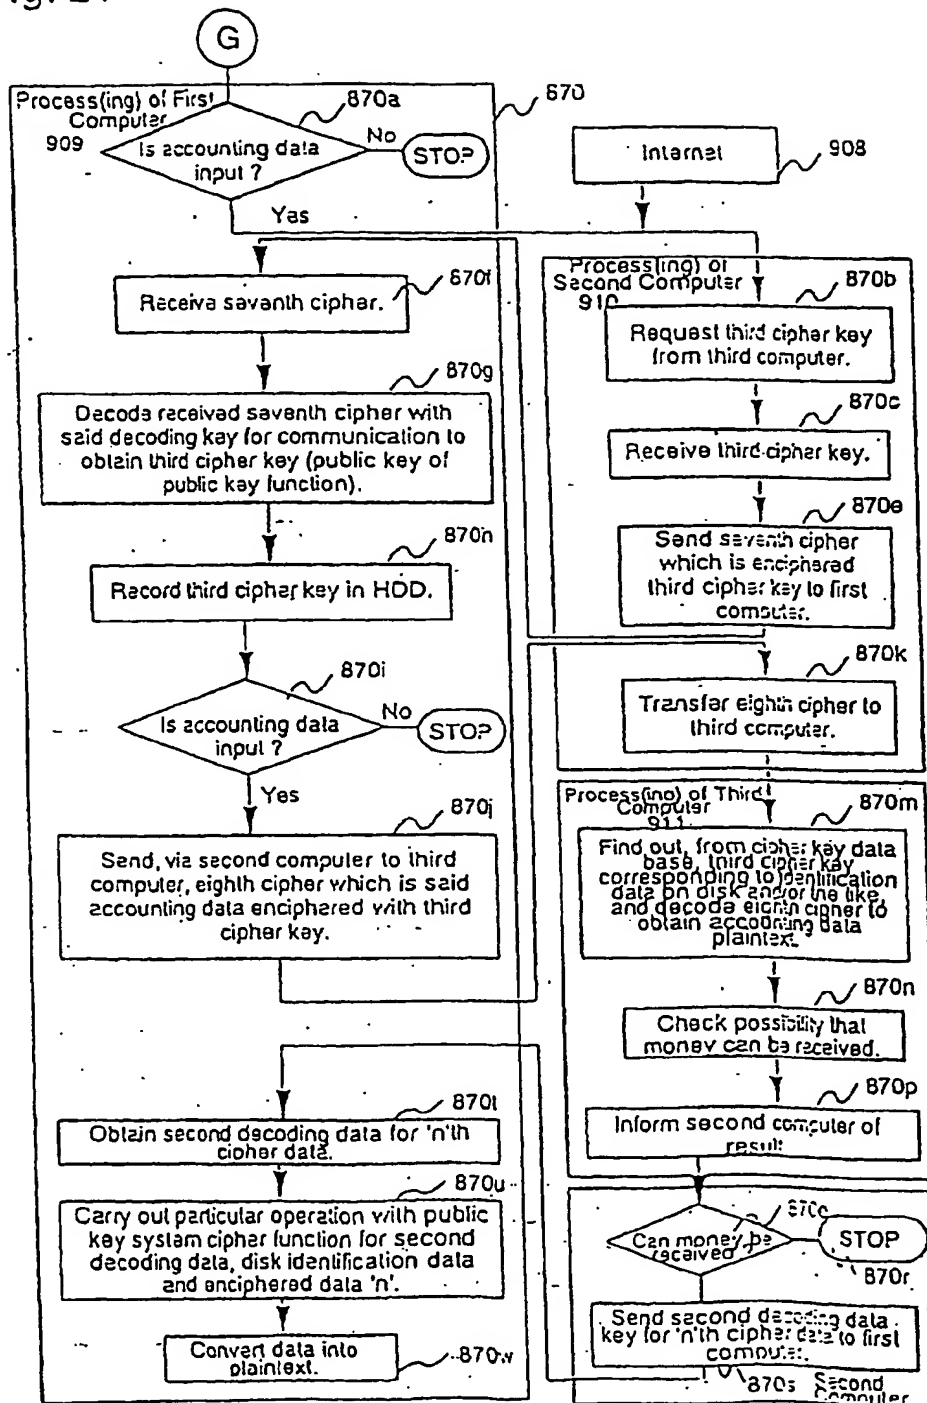 G
Process(ing) of First
Computer
909
870a
670
Is accounting data
input ?
No
STOP
Yes
Internet
908
Receive seventh cipher.
870f
Process(ing) of
Second Computer
910
870b
Request third cipher key
from third computer.
870g
Decode received seventh cipher with
said decoding key for communication to
obtain third cipher key (public key of
public key function).
870c
Receive third cipher key.
870e
Send seventh cipher
which is enciphered
third cipher key to first
computer.
870h
Record third cipher key in HDD.
870i
Is accounting data
input ?
No
STOP
Yes
870k
Transfer eighth cipher to
third computer.
870j
Send, via second computer to third
computer, eighth cipher which is said
accounting data enciphered with third
cipher key.
Process(ing) of Third
Computer
911
870m
Find out, from cipher key data
base, third cipher key
corresponding to identification
data on disk and/or the like,
and decode eighth cipher to
obtain accounting data
plaintext.
870n
Check possibility that
money can be received.
870p
Inform second computer of
result
870t
Obtain second decoding data for 'n'th
cipher data.
870u
Carry out particular operation with public
key system cipher function for second
decoding data, disk identification data
and enciphered data 'n'.
Convert data into
plaintext.
870w
870q
Can money be
received
STOP
870r
Send second decoding data
key for 'n'th cipher data to first
computer.
870s
Second
Computer